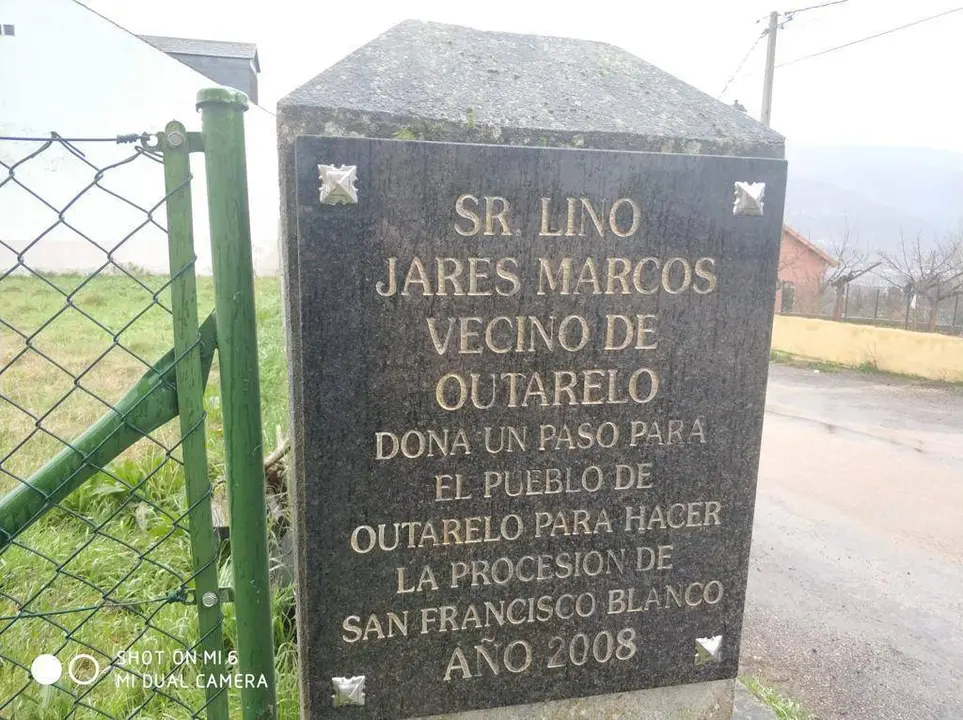 SR. LINO
JARES MARCOS
VECINO DE
OUTARELO
DONA UN PASO PARA
EL PUEBLO DE
OUTARELO PARA HACER
LA PROCESION DE
SAN FRANCISCO BLANCO
AÑO 2008
SHOT ON MI 6
MI DUAL CAMERA